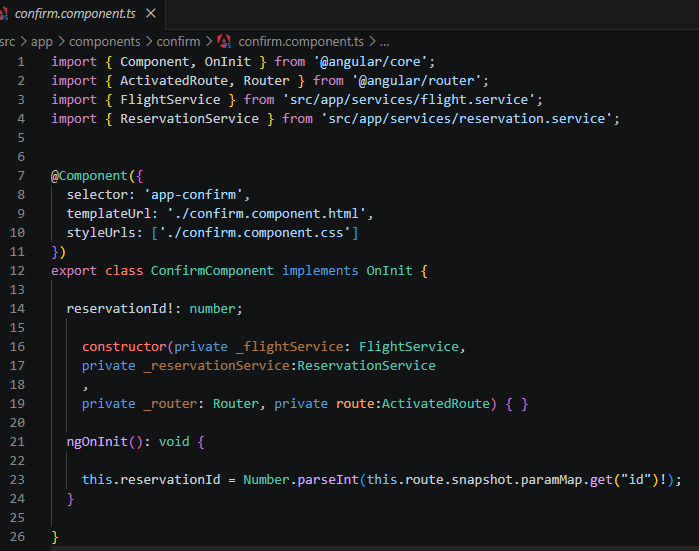 confirm.component.ts ×
src > app > components > confirm > confirm.component.ts > ...
1 import { Component, OnInit } from '@angular/core';
2 import { ActivatedRoute, Router } from '@angular/router';
3 import { FlightService } from 'src/app/services/flight.service';
4 import { ReservationService } from 'src/app/services/reservation.service';
5
6
7 @Component({
8 selector: 'app-confirm',
9 templateUrl: './confirm.component.html',
10 styleUrls: ['./confirm.component.css']
11 })
12 export class ConfirmComponent implements OnInit {
13
14 reservationId!: number;
15
16 constructor(private _flightService: FlightService,
17 private _reservationService:ReservationService
18 ,
19 private _router: Router, private route:ActivatedRoute) { }
20
21 ngOnInit(): void {
22
23 this.reservationId = Number.parseInt(this.route.snapshot.paramMap.get("id")!);
24 }
25
26 }